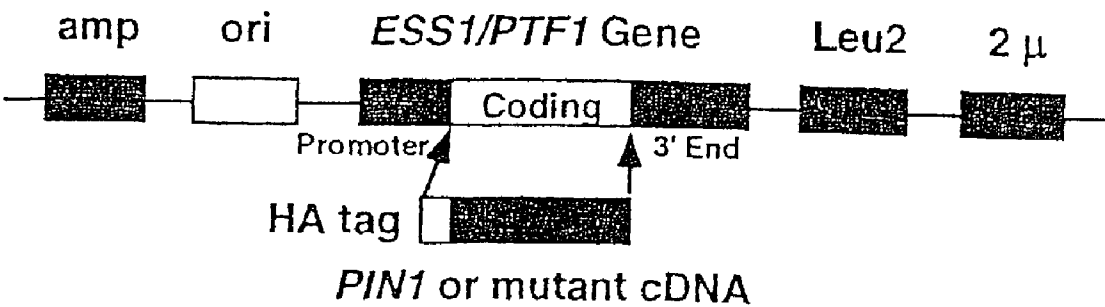 amp ori ESS1/PTF1 Gene Leu2 2 μ
Coding
Promoter 3' End
HA tag
PIN1 or mutant cDNA